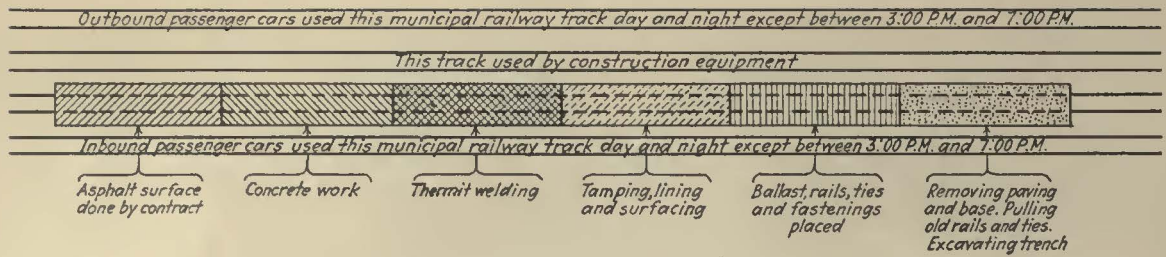 Outbound passenger cars used this municipal railway track day and night except between 3:00 P.M. and 7:00 P.M.
This track used by construction equipment
Inbound passenger cars used this municipal railway track day and night except between 3:00 P.M. and 7:00 P.M.
Asphalt surface
done by contract
Concrete work
Thermit welding
Tamping, lining
and surfacing
Ballast, rails, ties
and fastenings
placed
Removing paving
and base. Pulling
old rails and ties.
Excavating trench